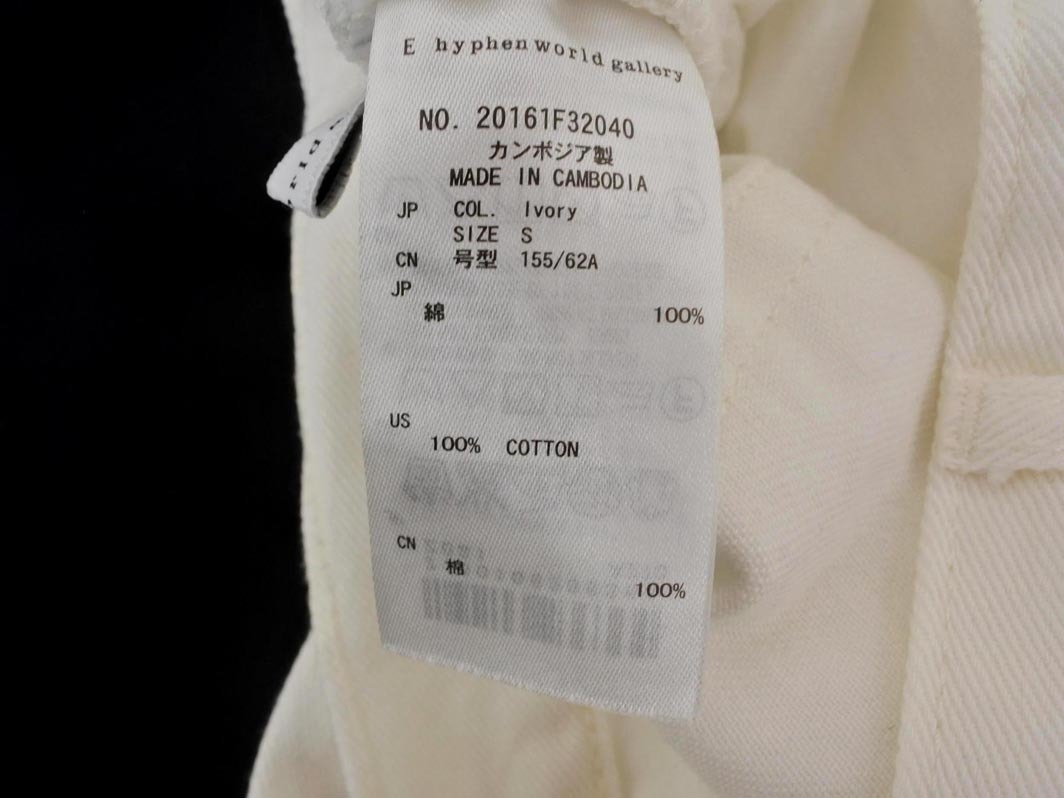 E hyphen world gallery
NO. 20161F32040
カンボジア製
MADE IN CAMBODIA
JP COL. Ivory
SIZE S
CN 号型 155/62A
JP
綿 100%
US
100% COTTON
CN
棉 100%